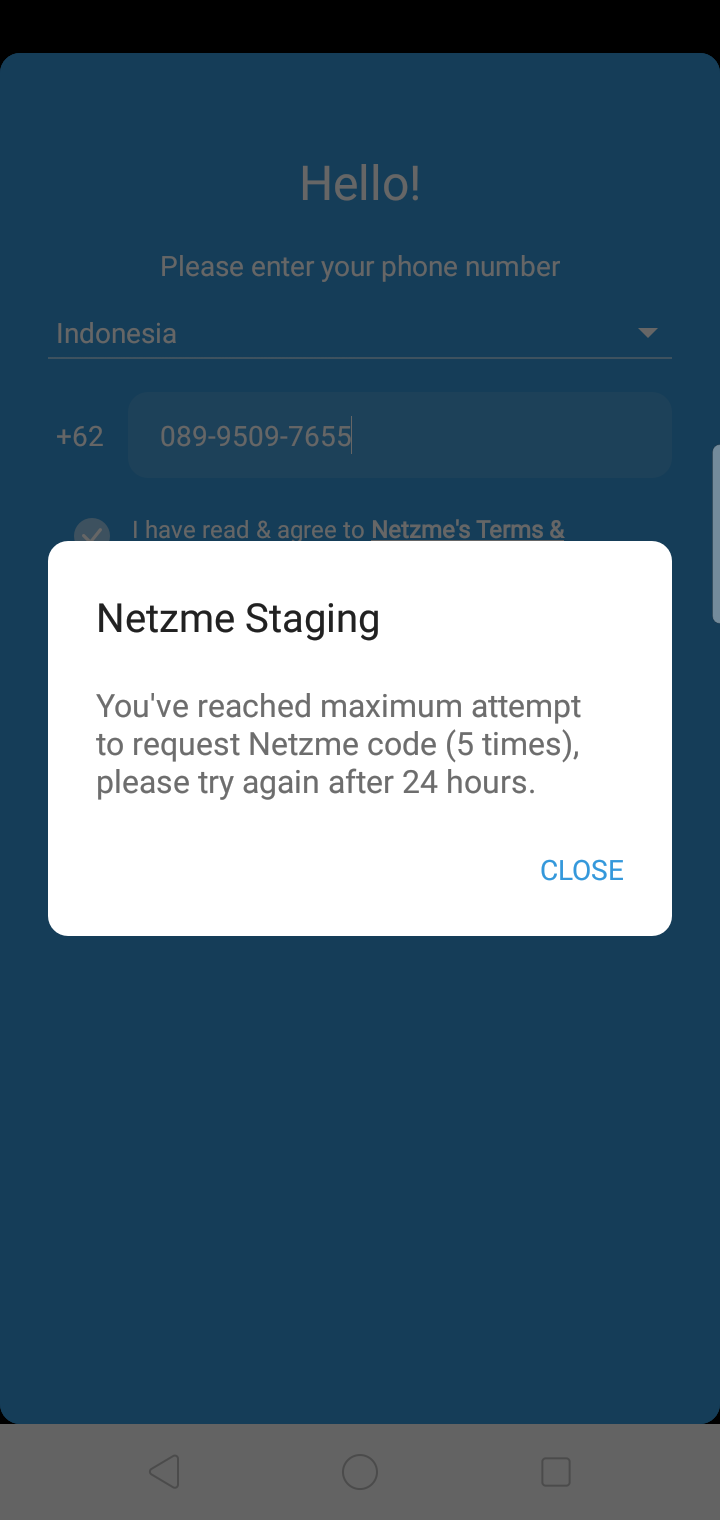 Hello!
Please enter your phone number
Indonesia
+62 089-9509-7655
I have read & agree to Netzme's Terms &
Netzme Staging
You've reached maximum attempt
to request Netzme code (5 times),
please try again after 24 hours.
CLOSE